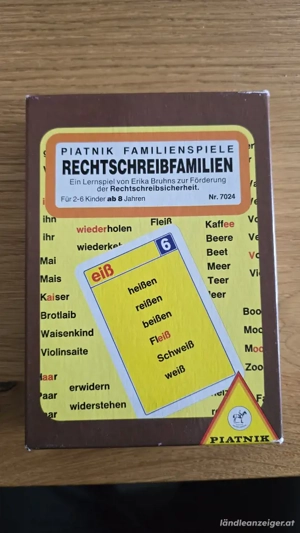 PIATNIK FAMILIENSPIELE
RECHTSCHREIBFAMILIEN
Ein Lernspiel von Erika Bruhns zur Förderung
der Rechtschreibsicherheit.
Für 2-6 Kinder ab 8 Jahren
Nr. 7024
ihn
ihr
Mai
Mais
Kaiser
Brotlaib
Waisenkind
Violinsaite
wiederholen
Fleiß
Kaffee
Beere
Beet
Meer
Teer
eiß
6
heißen
reißen
beißen
Fleiß
Schweiß
weiß
erwidern
widerstehen
PIATNIK
ländleanzeiger.at